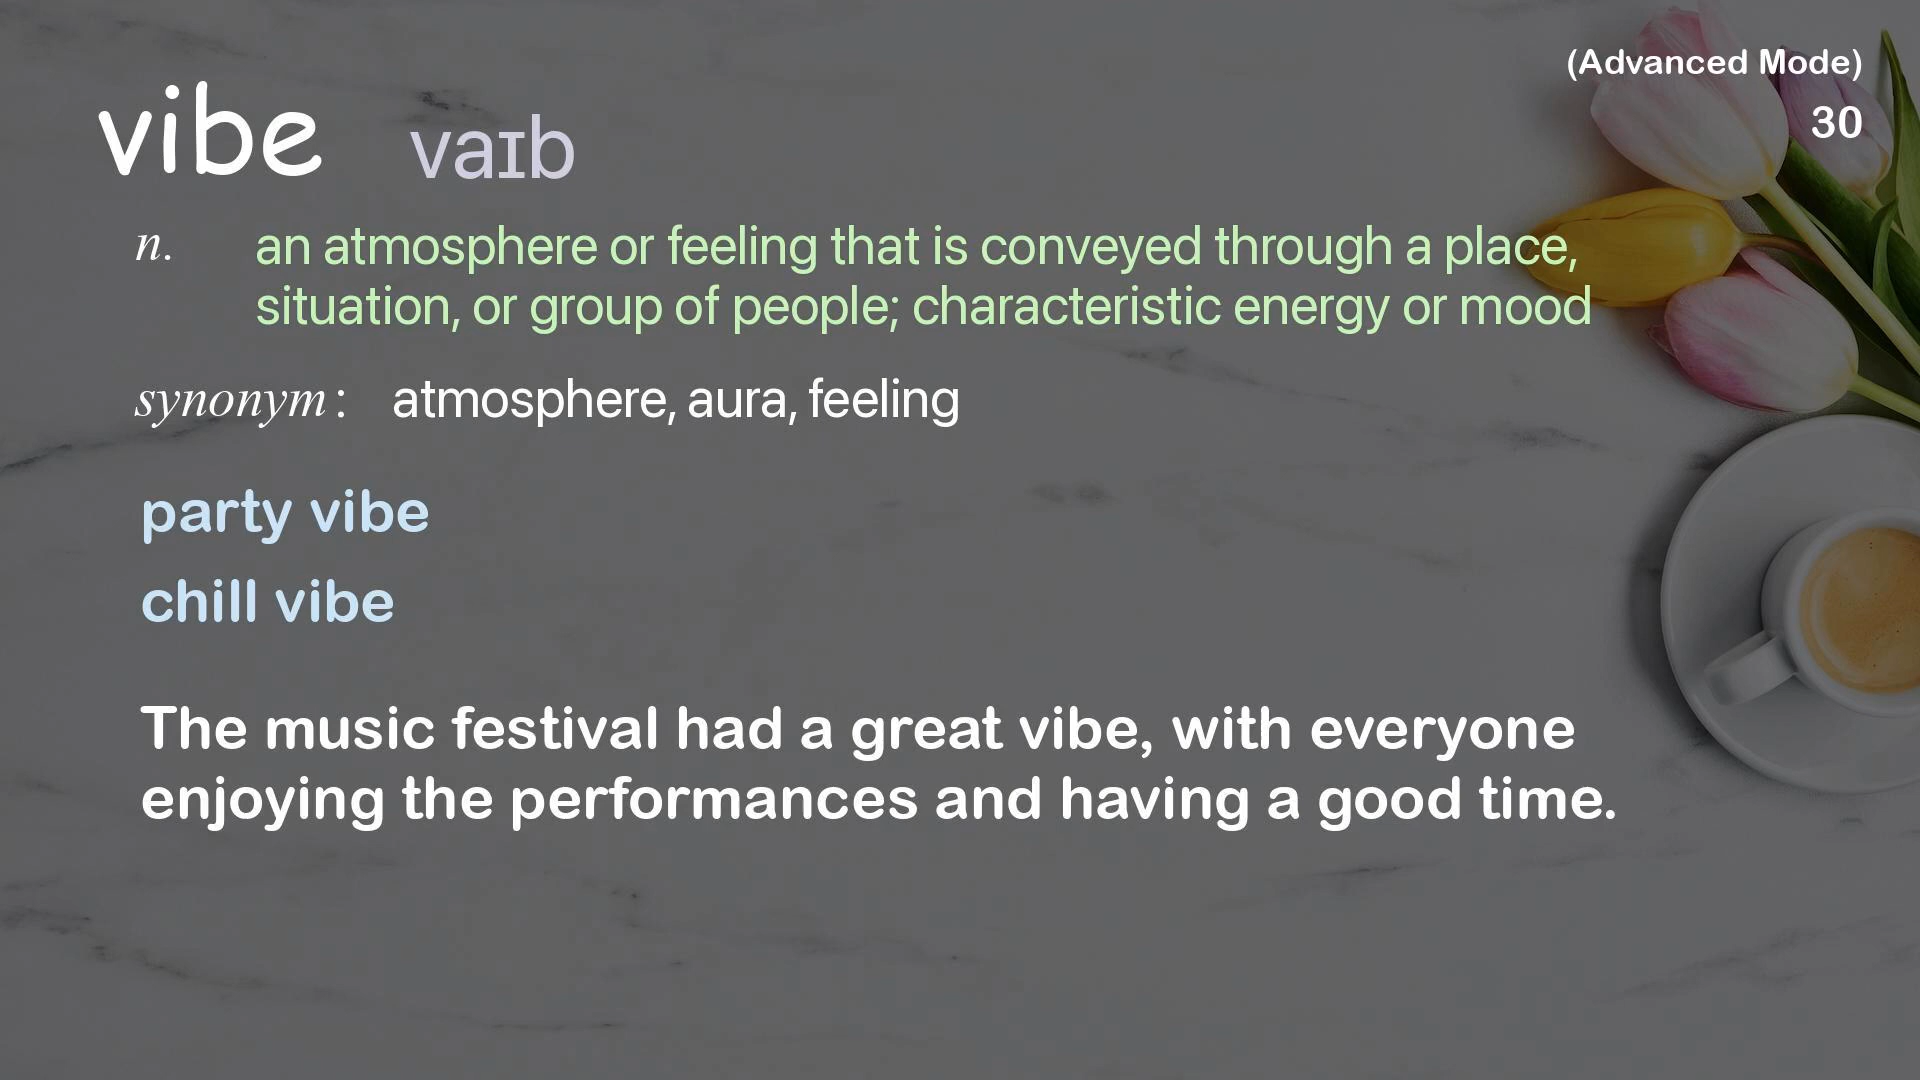 (Advanced Mode)
30
vibe vaɪb
n. an atmosphere or feeling that is conveyed through a place,
situation, or group of people; characteristic energy or mood
synonym : atmosphere, aura, feeling
party vibe
chill vibe
The music festival had a great vibe, with everyone
enjoying the performances and having a good time.